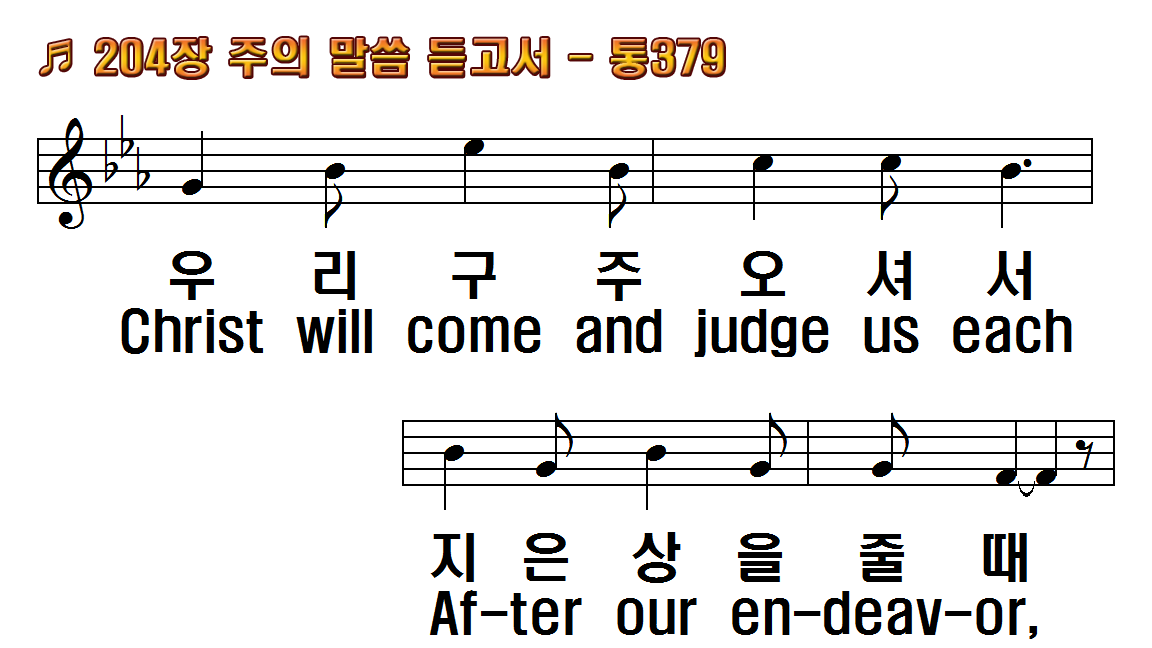 ♬ 204장 주의 말씀 듣고서 - 통379
우 리 구 주 오 셔 서
Christ will come and judge us each
지 은 상 을 줄 때
Af-ter our en-deav-or,